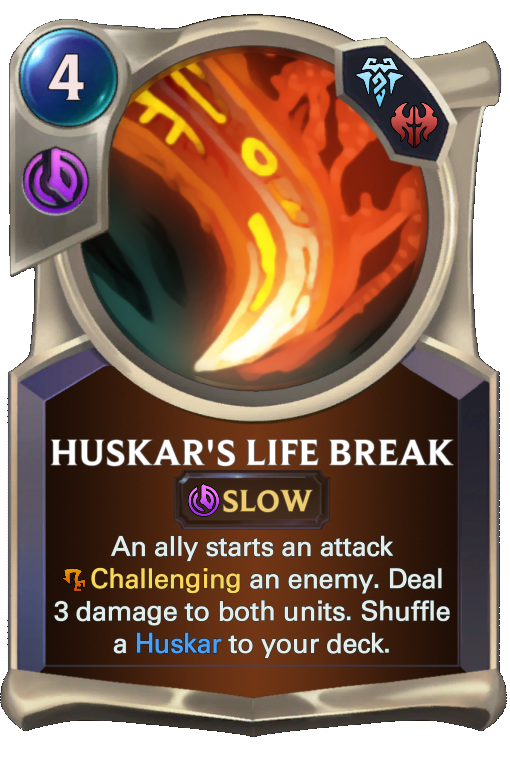 4
HUSKAR'S LIFE BREAK
SLOW
An ally starts an attack
Challenging an enemy. Deal
3 damage to both units. Shuffle
a Huskar to your deck.